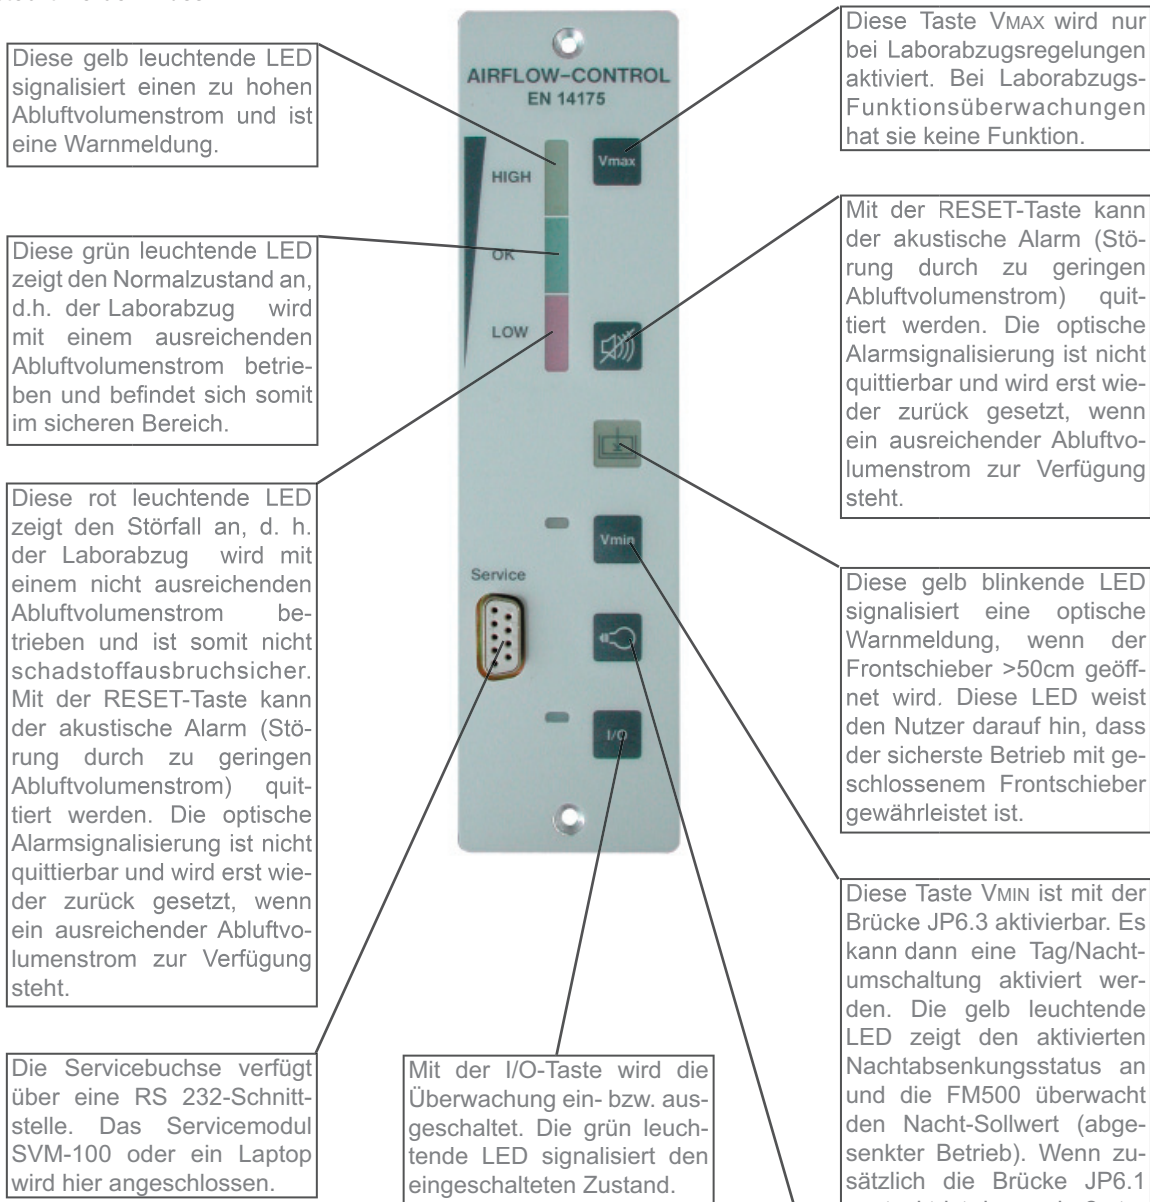 Diese gelb leuchtende LED
signalisiert einen zu hohen
Abluftvolumenstrom und ist
eine Warnmeldung.
Diese grün leuchtende LED
zeigt den Normalzustand an,
d.h. der Laborabzug wird
mit einem ausreichenden
Abluftvolumenstrom betrie-
ben und befindet sich somit
im sicheren Bereich.
Diese rot leuchtende LED
zeigt den Störfall an, d. h.
der Laborabzug wird mit
einem nicht ausreichenden
Abluftvolumenstrom be-
trieben und ist somit nicht
schadstoffausbruchsicher.
Mit der RESET-Taste kann
der akustische Alarm (Stö-
rung durch zu geringen
Abluftvolumenstrom) quit-
tiert werden. Die optische
Alarmsignalisierung ist nicht
quittierbar und wird erst wie-
der zurück gesetzt, wenn
ein ausreichender Abluftvo-
lumenstrom zur Verfügung
steht.
Die Servicebuchse verfügt
über eine RS 232-Schnitt-
stelle. Das Servicemodul
SVM-100 oder ein Laptop
wird hier angeschlossen.
AIRFLOW-CONTROL
EN 14175
HIGH
OK
LOW
Vmax
Vmin
Service
I/O
Mit der I/O-Taste wird die
Überwachung ein- bzw. aus-
geschaltet. Die grün leuch-
tende LED signalisiert den
eingeschalteten Zustand.
Diese Taste VMAX wird nur
bei Laborabzugsregelungen
aktiviert. Bei Laborabzugs-
Funktionsüberwachungen
hat sie keine Funktion.
Mit der RESET-Taste kann
der akustische Alarm (Stö-
rung durch zu geringen
Abluftvolumenstrom) quit-
tiert werden. Die optische
Alarmsignalisierung ist nicht
quittierbar und wird erst wie-
der zurück gesetzt, wenn
ein ausreichender Abluftvo-
lumenstrom zur Verfügung
steht.
Diese gelb blinkende LED
signalisiert eine optische
Warnmeldung, wenn der
Frontschieber >50cm geöff-
net wird. Diese LED weist
den Nutzer darauf hin, dass
der sicherste Betrieb mit ge-
schlossenem Frontschieber
gewährleistet ist.
Diese Taste VMIN ist mit der
Brücke JP6.3 aktivierbar. Es
kann dann eine Tag/Nacht-
umschaltung aktiviert wer-
den. Die gelb leuchtende
LED zeigt den aktivierten
Nachtabsenkungsstatus an
und die FM500 überwacht
den Nacht-Sollwert (abge-
senkter Betrieb). Wenn zu-
sätzlich die Brücke JP6.1